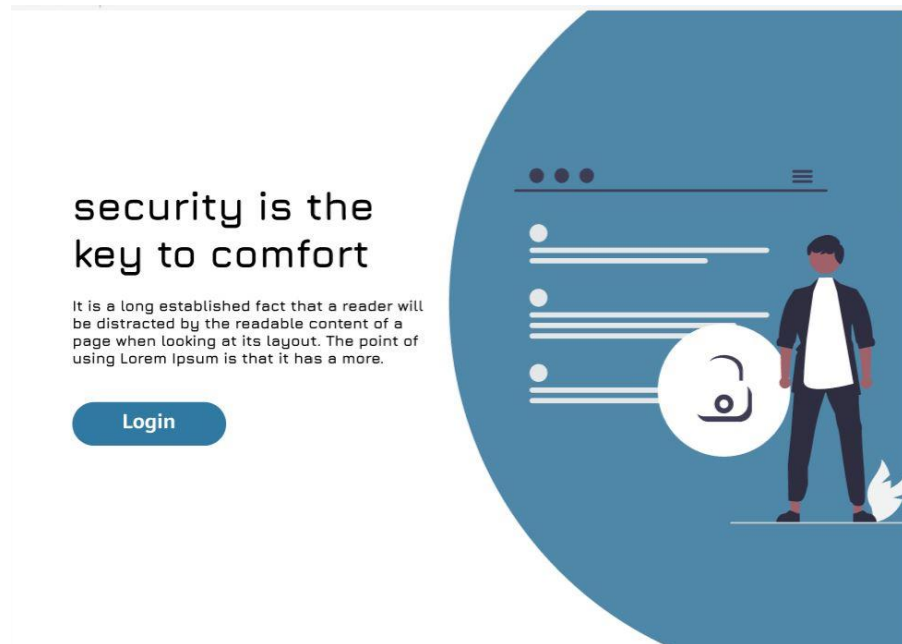 security is the
key to comfort
It is a long established fact that a reader will
be distracted by the readable content of a
page when looking at its layout. The point of
using Lorem Ipsum is that it has a more.
Login